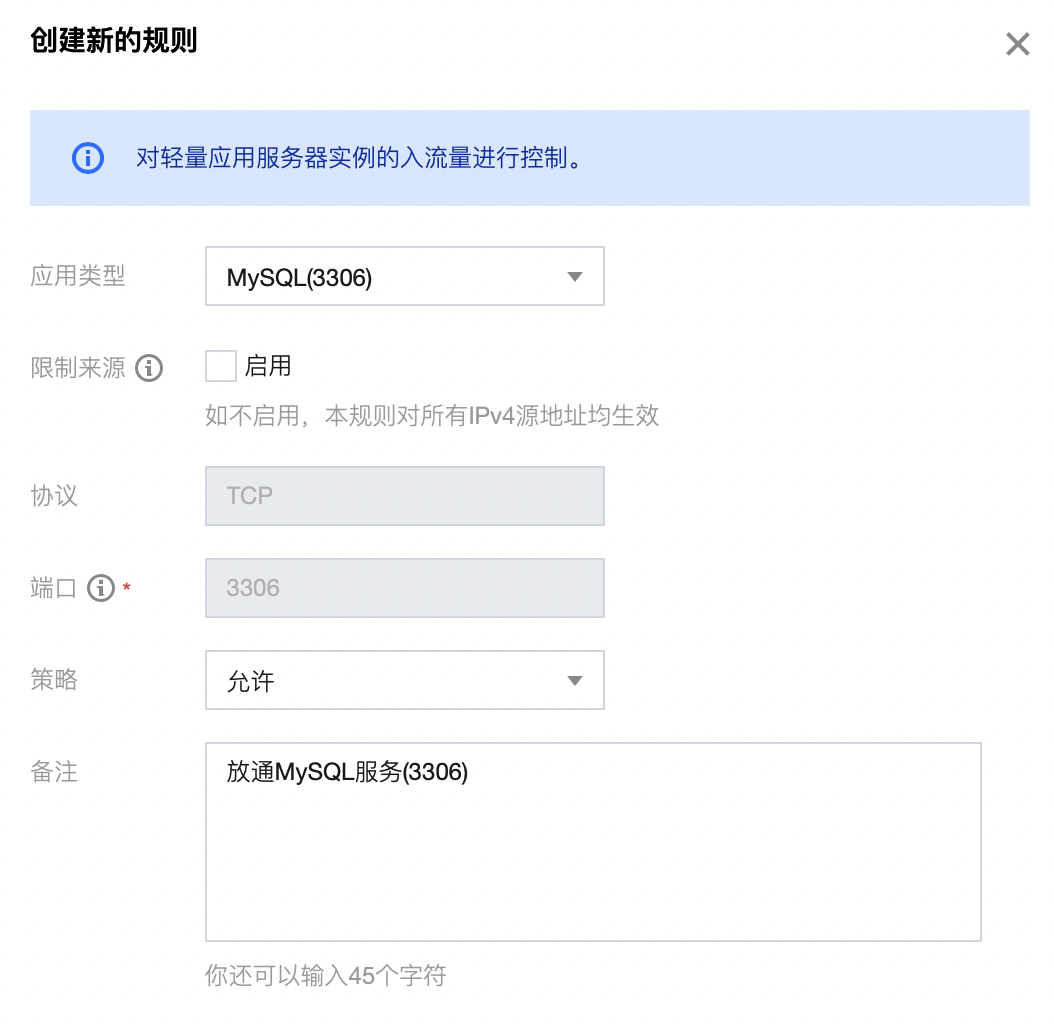 创建新的规则
对轻量应用服务器实例的入流量进行控制。
应用类型 MySQL(3306)
限制来源 启用
如不启用，本规则对所有IPv4源地址均生效
协议 TCP
端口 * 3306
策略 允许
备注 放通MySQL服务(3306)
你还可以输入45个字符